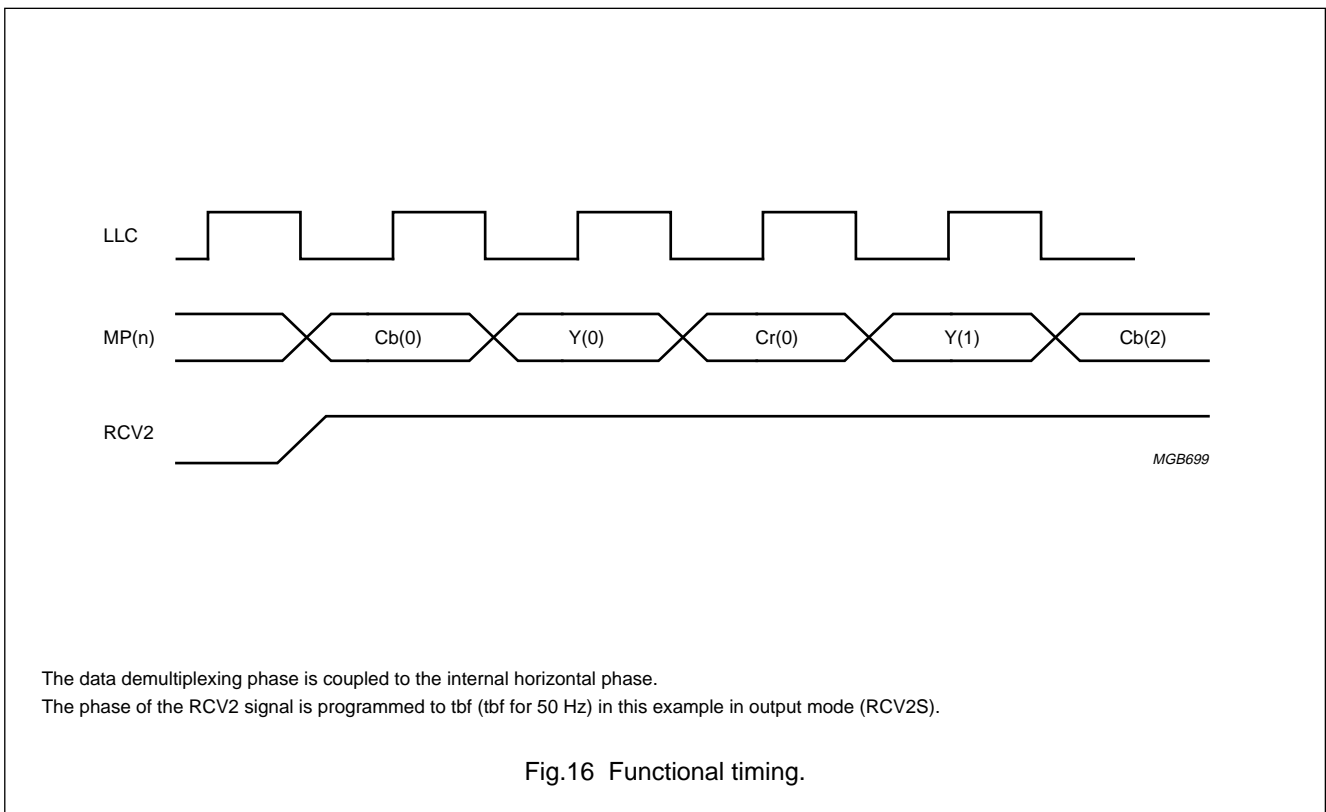 LLC
MP(n) Cb(0) Y(0) Cr(0) Y(1) Cb(2)
RCV2
MGB699
The data demultiplexing phase is coupled to the internal horizontal phase.
The phase of the RCV2 signal is programmed to tbf (tbf for 50 Hz) in this example in output mode (RCV2S).
Fig.16 Functional timing.